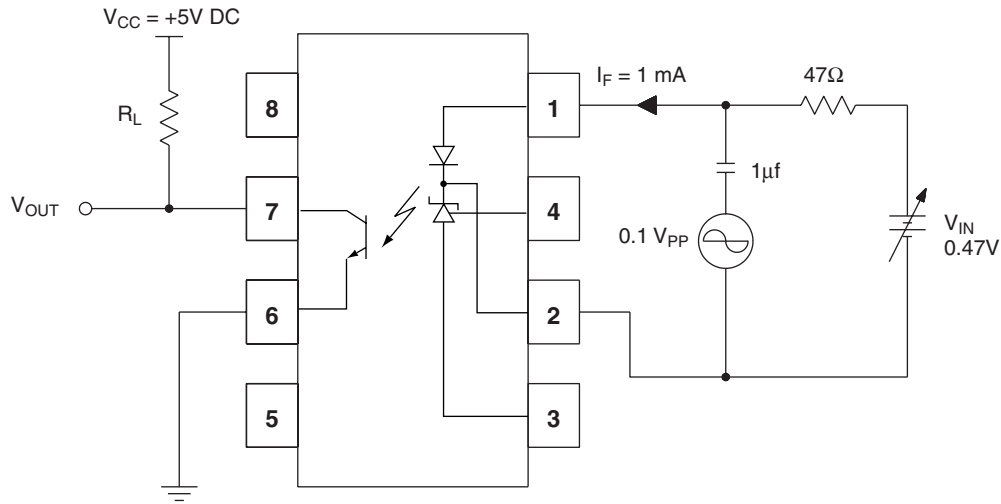 V_CC = +5V DC
R_L
V_OUT
8
7
6
5
1
4
2
3
I_F = 1 mA
47Ω
1µf
0.1 V_PP
V_IN
0.47V